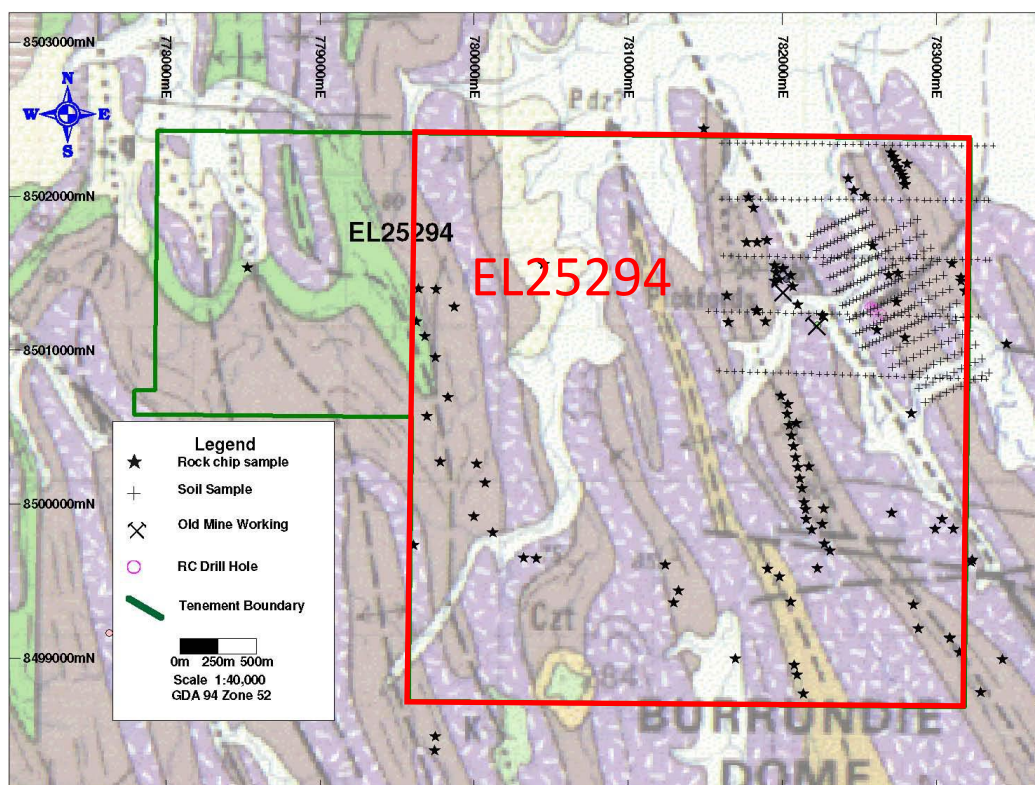 8503000mN
778000mE
779000mE
780000mE
781000mE
782000mE
783000mE
N
W E
S
Pdz
8502000mN
EL25294
EL25294
8501000mN
Legend
Rock chip sample
Soil Sample
Old Mine Working
RC Drill Hole
Tenement Boundary
0m 250m 500m
Scale 1:40,000
GDA 94 Zone 52
8500000mN
8499000mN
Czt
K
BURRUNDIE
DOME